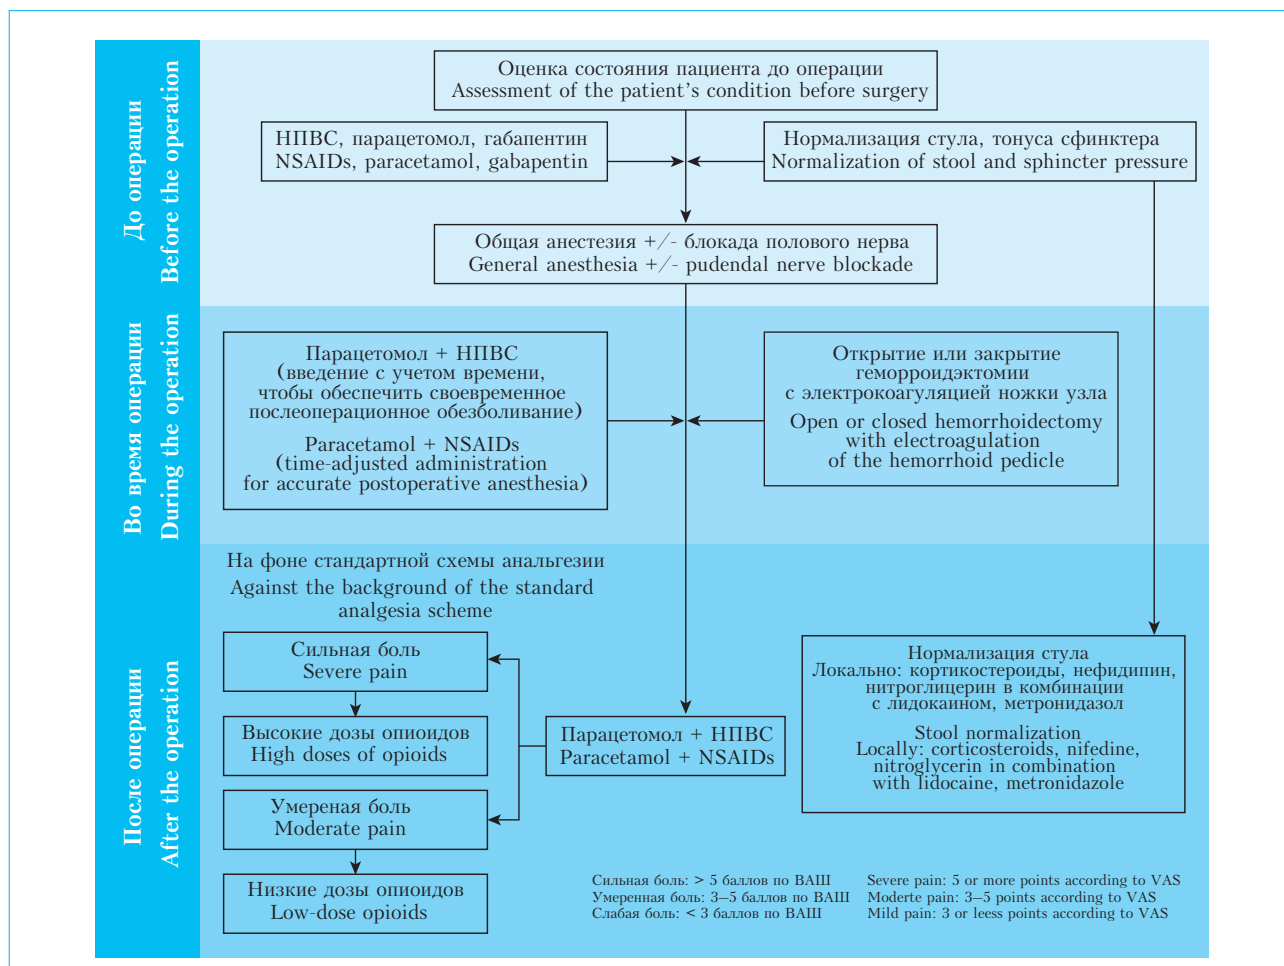 До операции
Before the operation
Оценка состояния пациента до операции
Assessment of the patient's condition before surgery
НПВС, парацетомол, габапентин
NSAIDs, paracetamol, gabapentin
Нормализация стула, тонуса сфинктера
Normalization of stool and sphincter pressure
Общая анестезия +/- блокада полового нерва
General anesthesia +/- pudendal nerve blockade
Во время операции
During the operation
Парацетомол + НПВС
(введение с учетом времени,
чтобы обеспечить своевременное
послеоперационное обезболивание)
Paracetamol + NSAIDs
(time-adjusted administration
for accurate postoperative anesthesia)
Открытие или закрытие
геморроидэктомии
с электрокоагуляцией ножки узла
Open or closed hemorrhoidectomy
with electroagulation
of the hemorrhoid pedicle
После операции
After the operation
На фоне стандартной схемы анальгезии
Against the background of the standard
analgesia scheme
Сильная боль
Severe pain
Высокие дозы опиоидов
High doses of opioids
Умереная боль
Moderate pain
Низкие дозы опиоидов
Low-dose opioids
Парацетомол + НПВС
Paracetamol + NSAIDs
Нормализация стула
Локально: кортикостероиды, нефидипин,
нитроглицерин в комбинации
с лидокаином, метронидазол
Stool normalization
Locally: corticosteroids, nifedine,
nitroglycerin in combination
with lidocaine, metronidazole
Сильная боль: > 5 баллов по ВАШ
Умеренная боль: 3–5 баллов по ВАШ
Слабая боль: < 3 баллов по ВАШ
Severe pain: 5 or more points according to VAS
Moderte pain: 3–5 points according to VAS
Mild pain: 3 or leess points according to VAS